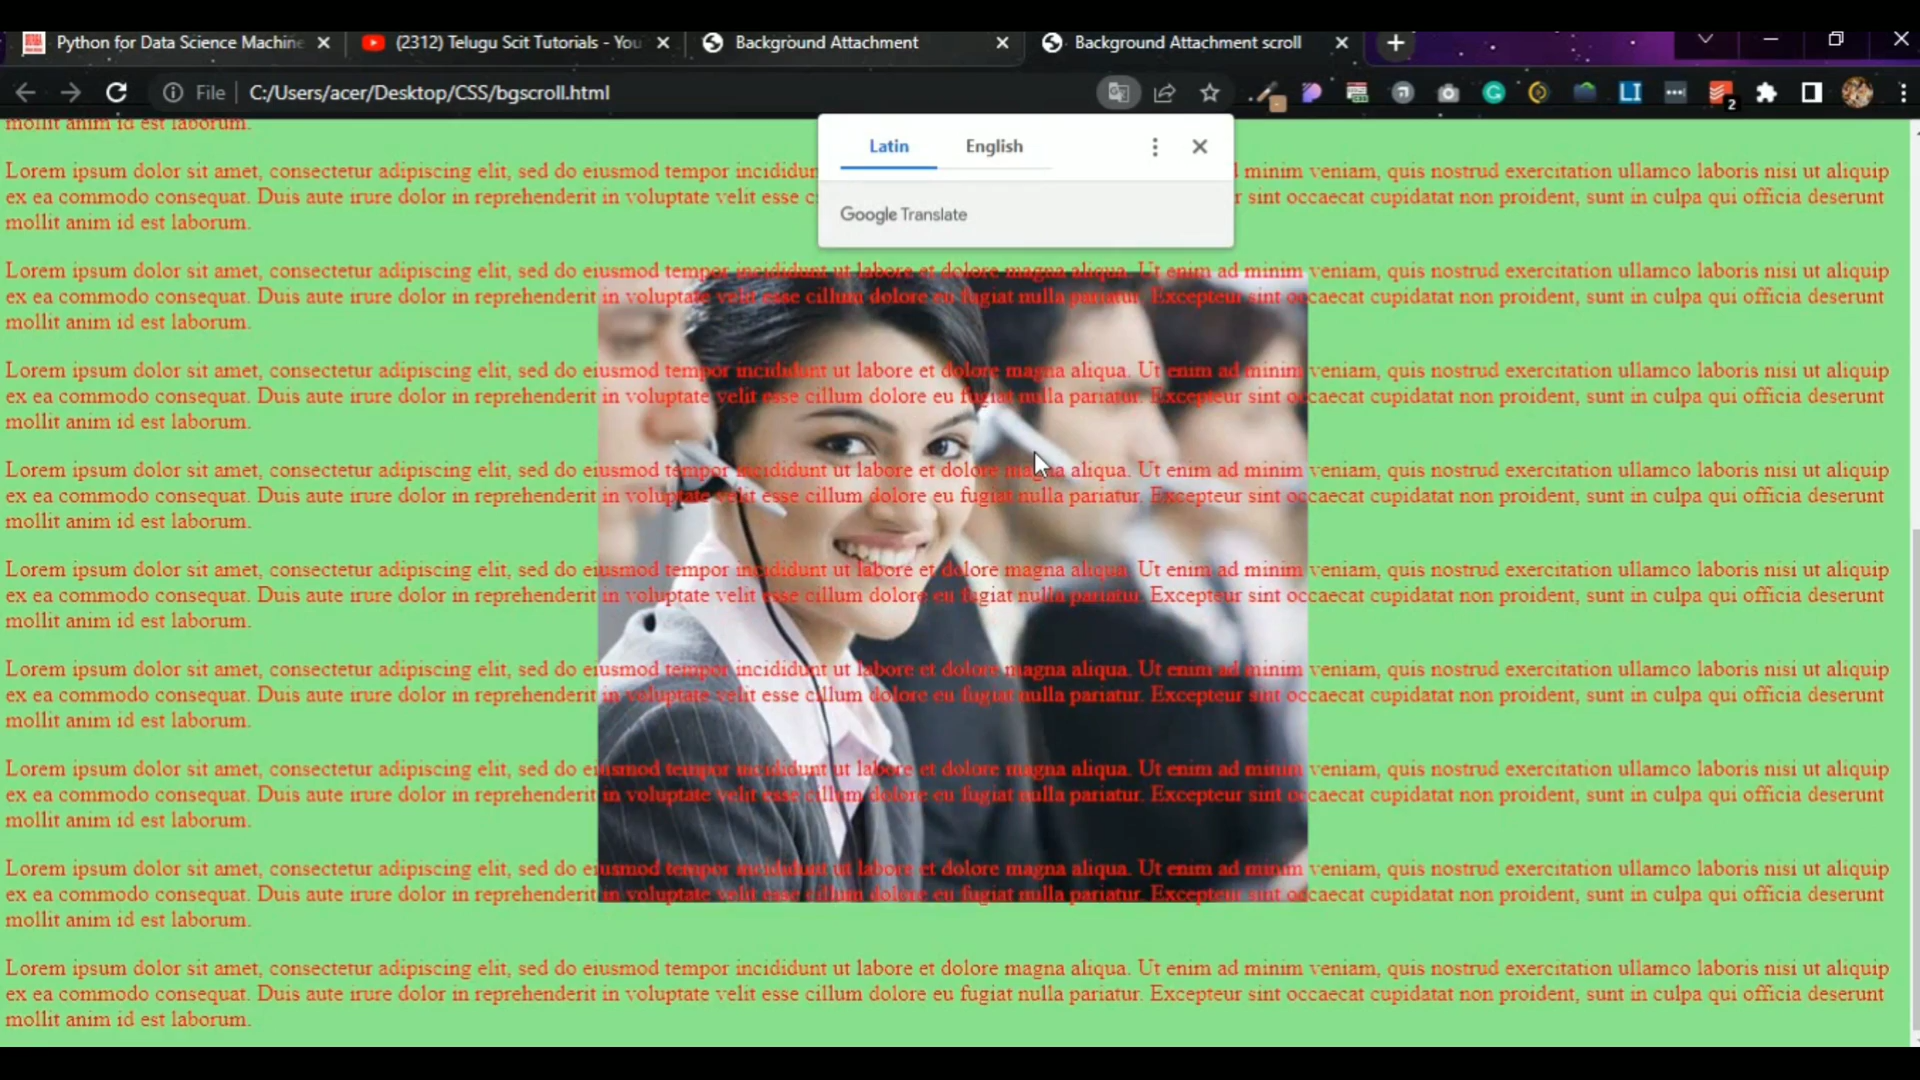 Python for Data Science Machine
(2312) Telugu Scit Tutorials - You
Background Attachment
Background Attachment scroll
File
C:/Users/acer/Desktop/CSS/bgscroll.html
LI
2
Latin
English
Google Translate
mollit anim id est laborum.
Lorem ipsum dolor sit amet, consectetur adipiscing elit, sed do eiusmod tempor incididun minim veniam, quis nostrud exercitation ullamco laboris nisi ut aliquip
ex ea commodo consequat. Duis aute irure dolor in reprehenderit in voluptate velit esse c sint occaecat cupidatat non proident, sunt in culpa qui officia deserunt
mollit anim id est laborum.
Lorem ipsum dolor sit amet, consectetur adipiscing elit, sed do eiusmod tempor incididunt ut labore et dolore magna aliqua. Ut enim ad minim veniam, quis nostrud exercitation ullamco laboris nisi ut aliquip
ex ea commodo consequat. Duis aute irure dolor in reprehenderit in voluptate velit esse cillum dolore eu fugiat nulla pariatur. Excepteur sint occaecat cupidatat non proident, sunt in culpa qui officia deserunt
mollit anim id est laborum.
Lorem ipsum dolor sit amet, consectetur adipiscing elit, sed do eiusmod tempor incididunt ut labore et dolore magna aliqua. Ut enim ad minim veniam, quis nostrud exercitation ullamco laboris nisi ut aliquip
ex ea commodo consequat. Duis aute irure dolor in reprehenderit in voluptate velit esse cillum dolore eu fugiat nulla pariatur. Excepteur sint occaecat cupidatat non proident, sunt in culpa qui officia deserunt
mollit anim id est laborum.
Lorem ipsum dolor sit amet, consectetur adipiscing elit, sed do eiusmod tempor incididunt ut labore et dolore magna aliqua. Ut enim ad minim veniam, quis nostrud exercitation ullamco laboris nisi ut aliquip
ex ea commodo consequat. Duis aute irure dolor in reprehenderit in voluptate velit esse cillum dolore eu fugiat nulla pariatur. Excepteur sint occaecat cupidatat non proident, sunt in culpa qui officia deserunt
mollit anim id est laborum.
Lorem ipsum dolor sit amet, consectetur adipiscing elit, sed do eiusmod tempor incididunt ut labore et dolore magna aliqua. Ut enim ad minim veniam, quis nostrud exercitation ullamco laboris nisi ut aliquip
ex ea commodo consequat. Duis aute irure dolor in reprehenderit in voluptate velit esse cillum dolore eu fugiat nulla pariatur. Excepteur sint occaecat cupidatat non proident, sunt in culpa qui officia deserunt
mollit anim id est laborum.
Lorem ipsum dolor sit amet, consectetur adipiscing elit, sed do eiusmod tempor incididunt ut labore et dolore magna aliqua. Ut enim ad minim veniam, quis nostrud exercitation ullamco laboris nisi ut aliquip
ex ea commodo consequat. Duis aute irure dolor in reprehenderit in voluptate velit esse cillum dolore eu fugiat nulla pariatur. Excepteur sint occaecat cupidatat non proident, sunt in culpa qui officia deserunt
mollit anim id est laborum.
Lorem ipsum dolor sit amet, consectetur adipiscing elit, sed do eiusmod tempor incididunt ut labore et dolore magna aliqua. Ut enim ad minim veniam, quis nostrud exercitation ullamco laboris nisi ut aliquip
ex ea commodo consequat. Duis aute irure dolor in reprehenderit in voluptate velit esse cillum dolore eu fugiat nulla pariatur. Excepteur sint occaecat cupidatat non proident, sunt in culpa qui officia deserunt
mollit anim id est laborum.
Lorem ipsum dolor sit amet, consectetur adipiscing elit, sed do eiusmod tempor incididunt ut labore et dolore magna aliqua. Ut enim ad minim veniam, quis nostrud exercitation ullamco laboris nisi ut aliquip
ex ea commodo consequat. Duis aute irure dolor in reprehenderit in voluptate velit esse cillum dolore eu fugiat nulla pariatur. Excepteur sint occaecat cupidatat non proident, sunt in culpa qui officia deserunt
mollit anim id est laborum.
Lorem ipsum dolor sit amet, consectetur adipiscing elit, sed do eiusmod tempor incididunt ut labore et dolore magna aliqua. Ut enim ad minim veniam, quis nostrud exercitation ullamco laboris nisi ut aliquip
ex ea commodo consequat. Duis aute irure dolor in reprehenderit in voluptate velit esse cillum dolore eu fugiat nulla pariatur. Excepteur sint occaecat cupidatat non proident, sunt in culpa qui officia deserunt
mollit anim id est laborum.